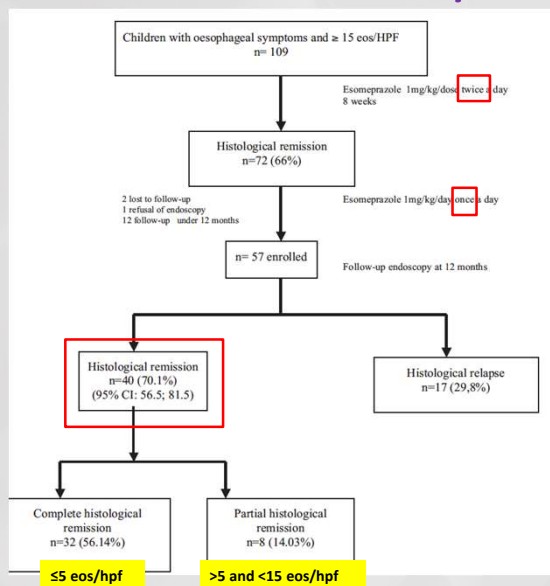 Children with oesophageal symptoms and ≥ 15 eos/HPF
n= 109
Esomeprazole 1mg/kg/dose twice a day
8 weeks
Histological remission
n=72 (66%)
2 lost to follow-up
1 refusal of endoscopy
12 follow-up under 12 months
Esomeprazole 1mg/kg/day once a day
n= 57 enrolled
Follow-up endoscopy at 12 months
Histological remission
n=40 (70.1%)
(95% CI: 56.5; 81.5)
Histological relapse
n=17 (29,8%)
Complete histological
remission
n=32 (56.14%)
Partial histological
remission
n=8 (14.03%)
≤5 eos/hpf
>5 and <15 eos/hpf